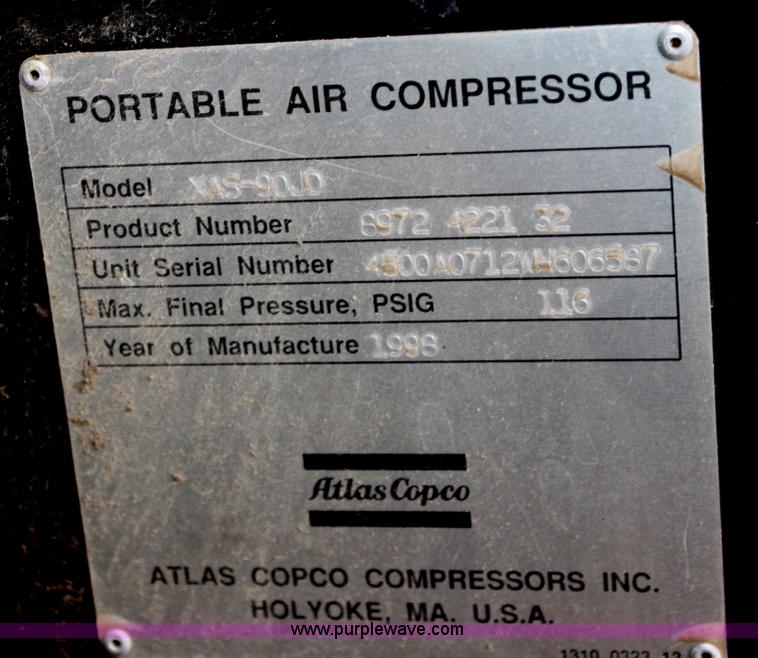 PORTABLE AIR COMPRESSOR
Model XAS-90JD
Product Number 8972 4221 32
Unit Serial Number
Max. Final Pressure, PSIG 116
Year of Manufacture 1998
Atlas Copco
ATLAS COPCO COMPRESSORS INC.
HOLYOKE, MA. U.S.A.
www.purplewave.com